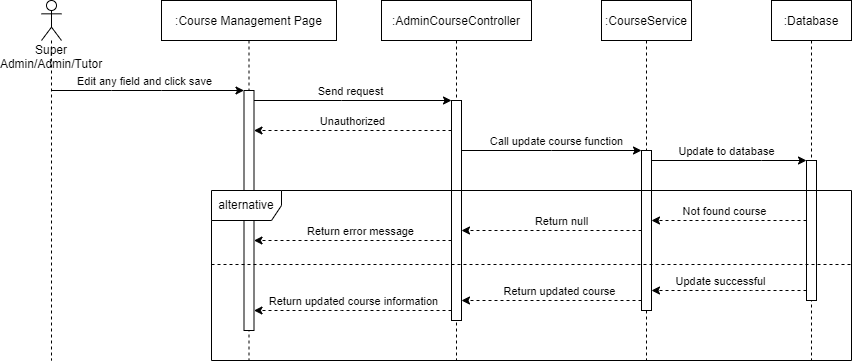 :Course Management Page
:AdminCourseController
:CourseService
:Database
Super
Admin/Admin/Tutor
Edit any field and click save
Send request
Unauthorized
Call update course function
Update to database
alternative
Not found course
Return null
Return error message
Update successful
Return updated course
Return updated course information